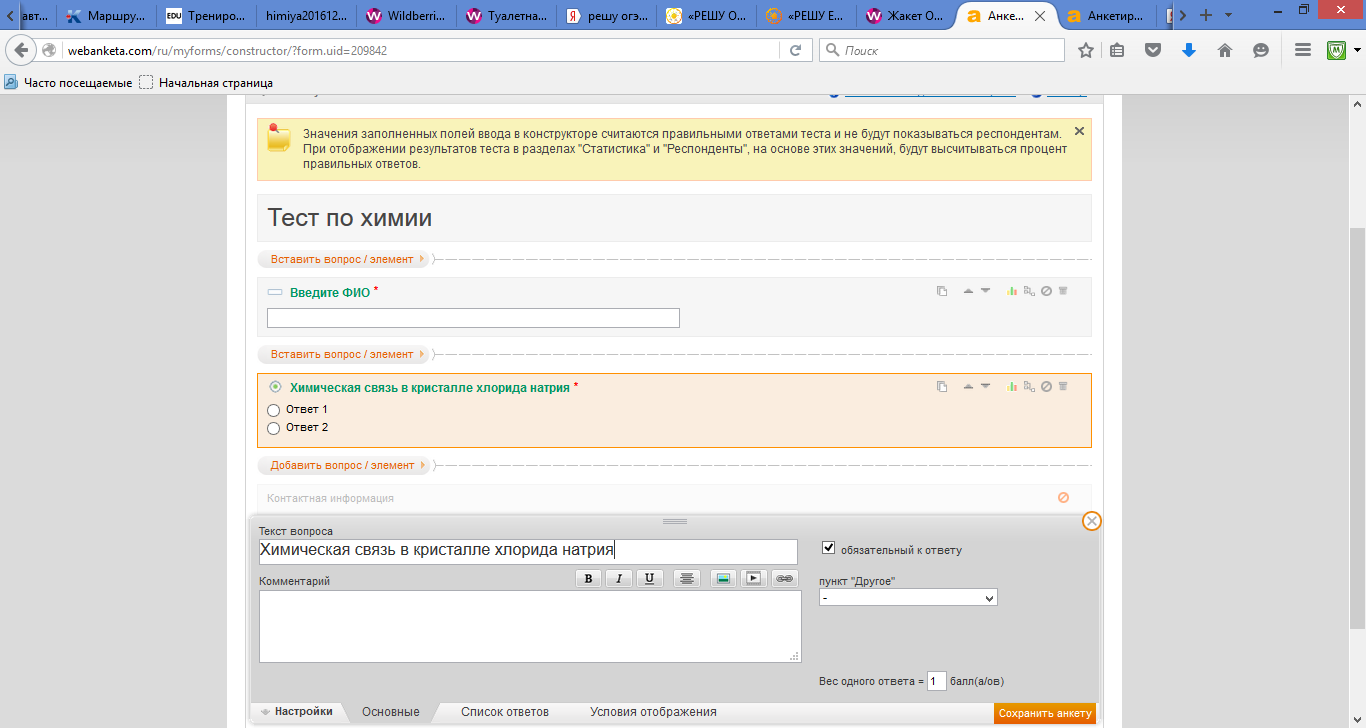 авт...
Маршру...
EDU Трениро...
himiya201612...
Wildberri...
Туалетна...
Я решу огэ...
«РЕШУ О...
«РЕШУ Е...
Жакет О...
Анке...
Анкетир...
webanketa.com/ru/myforms/constructor/?form.uid=209842
Поиск
Часто посещаемые
Начальная страница
Значения заполненных полей ввода в конструкторе считаются правильными ответами теста и не будут показываться респондентам.
При отображении результатов теста в разделах "Статистика" и "Респонденты", на основе этих значений, будут высчитываться процент
правильных ответов.
Тест по химии
Вставить вопрос / элемент
Введите ФИО *
Вставить вопрос / элемент
Химическая связь в кристалле хлорида натрия *
Ответ 1
Ответ 2
Добавить вопрос / элемент
Контактная информация
Текст вопроса
Химическая связь в кристалле хлорида натрия
обязательный к ответу
Комментарий
B I U
пункт "Другое"
-
Вес одного ответа = 1 балл(а/ов)
Настройки
Основные
Список ответов
Условия отображения
Сохранить анкету